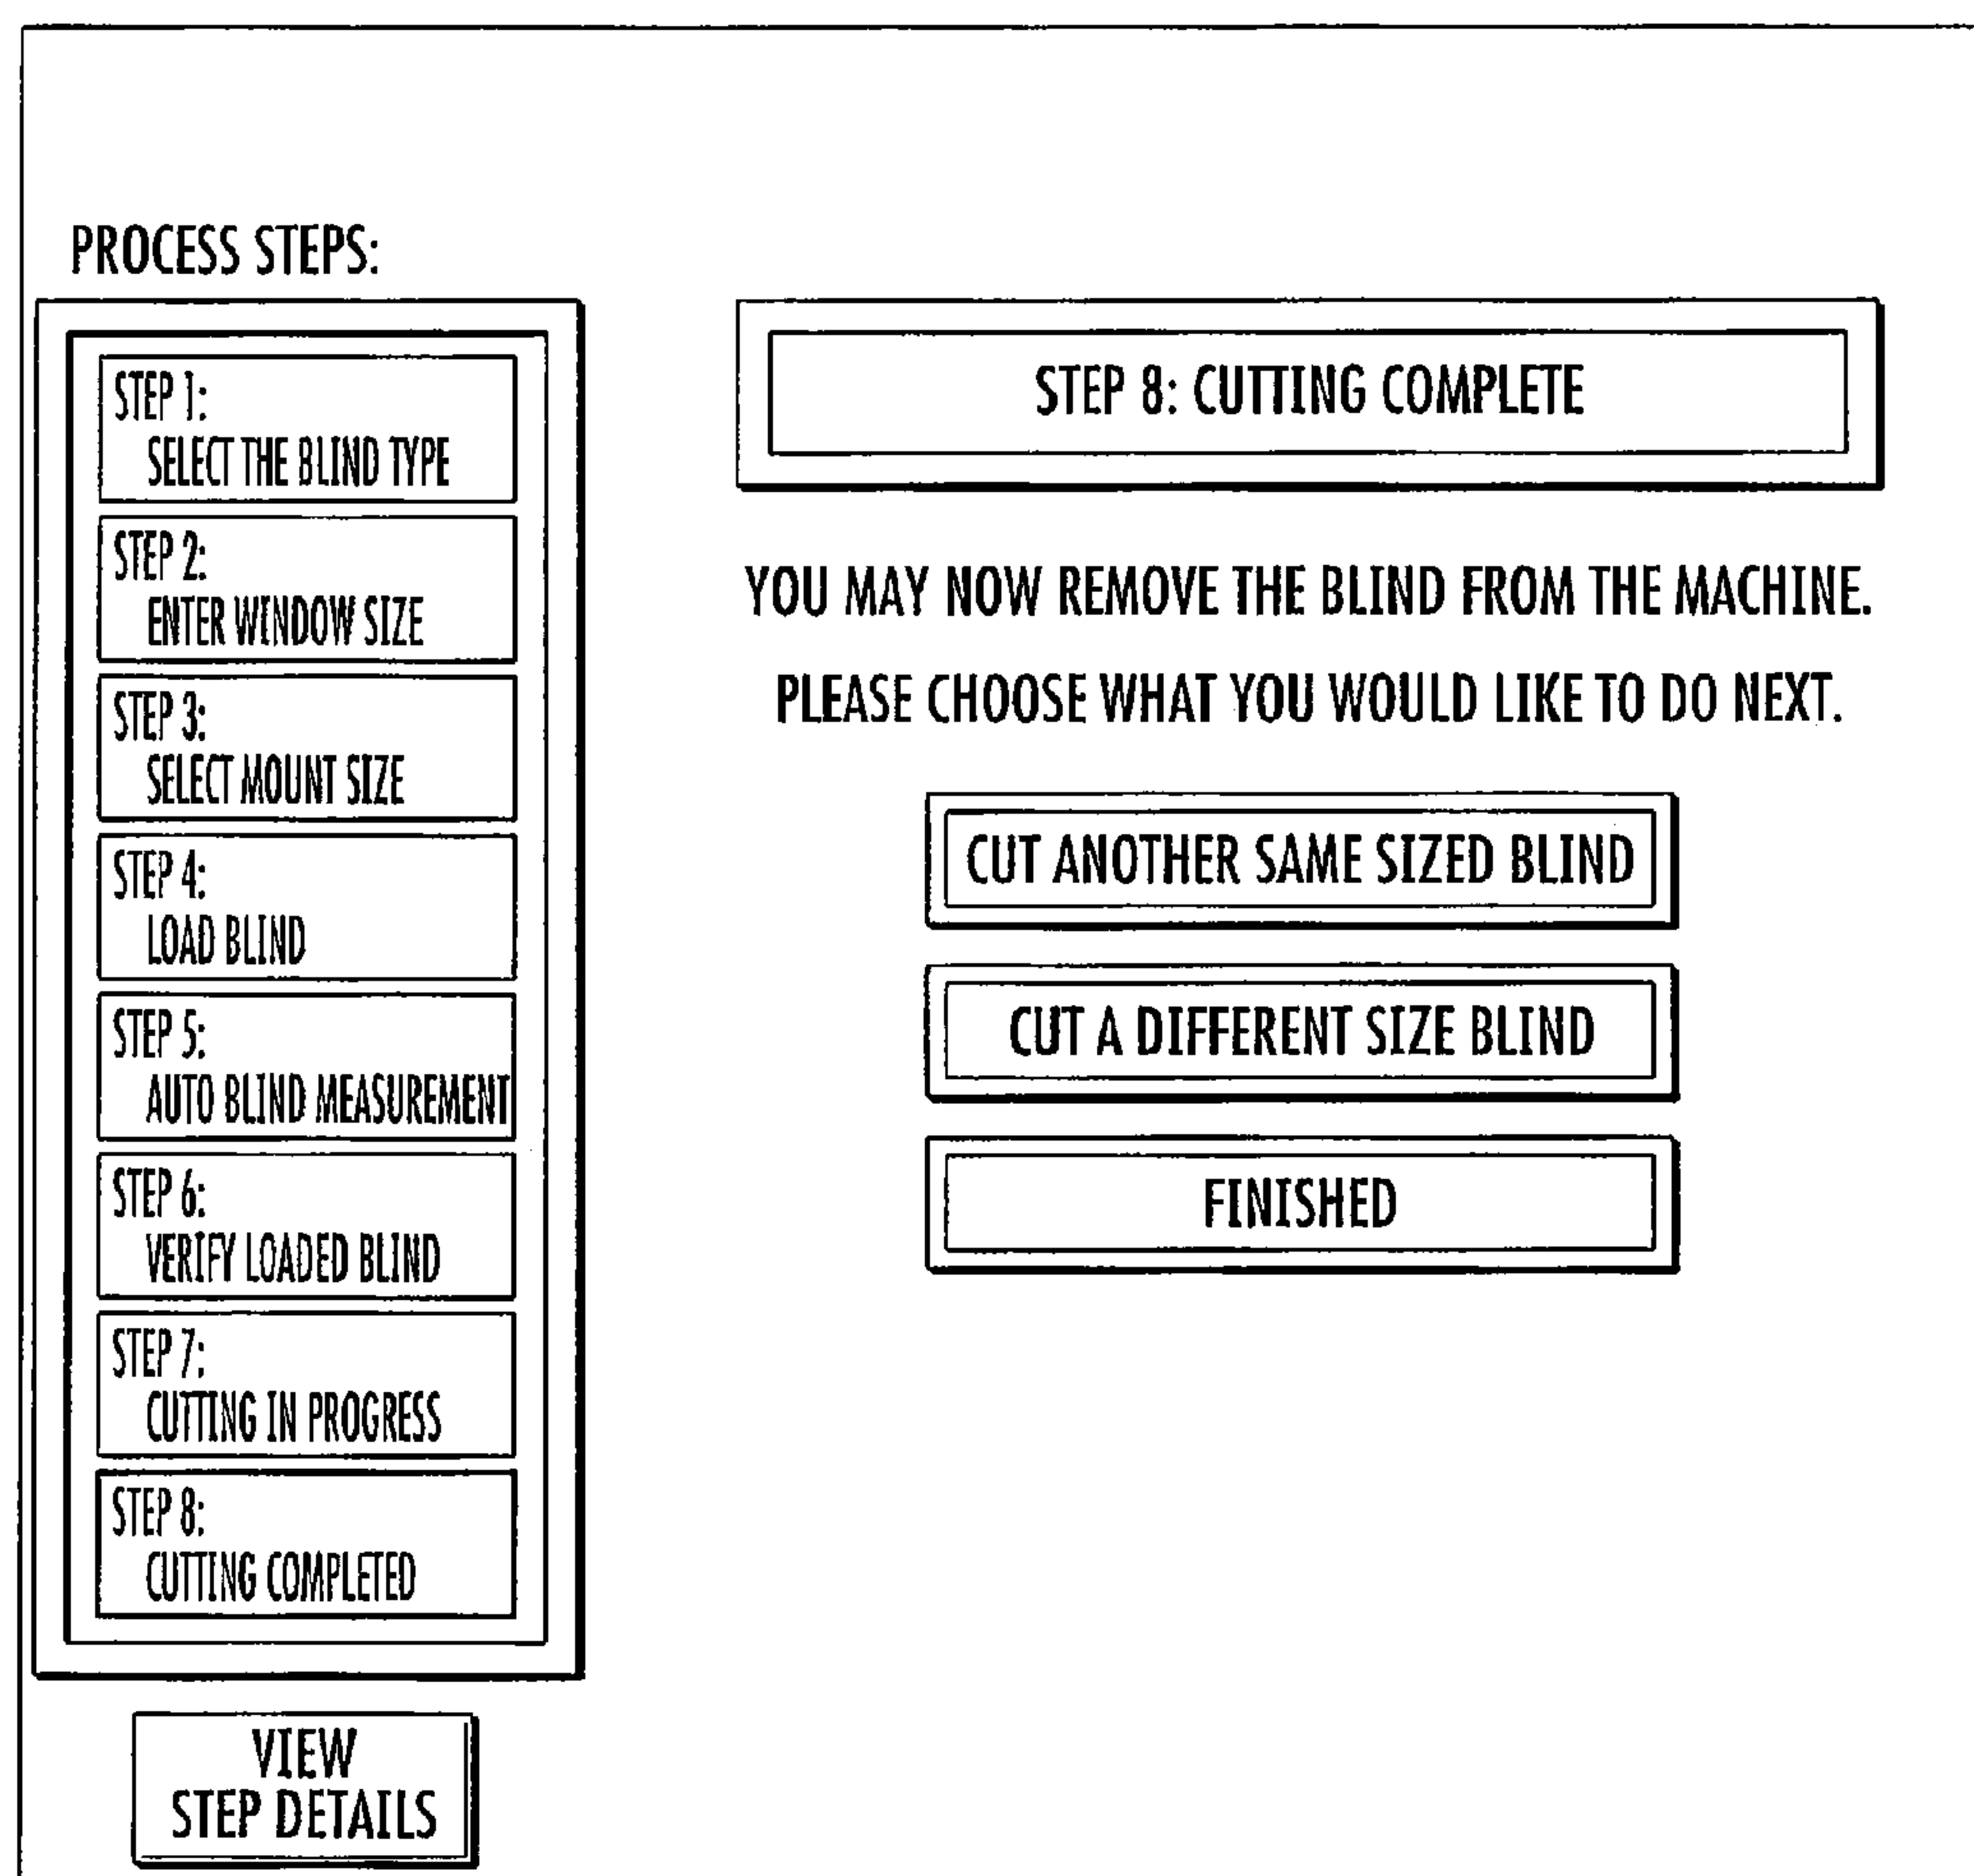 PROCESS STEPS:
STEP 1:
SELECT THE BLIND TYPE
STEP 2:
ENTER WINDOW SIZE
STEP 3:
SELECT MOUNT SIZE
STEP 4:
LOAD BLIND
STEP 5:
AUTO BLIND MEASUREMENT
STEP 6:
VERIFY LOADED BLIND
STEP 7:
CUTTING IN PROGRESS
STEP 8:
CUTTING COMPLETED
VIEW
STEP DETAILS
STEP 8: CUTTING COMPLETE
YOU MAY NOW REMOVE THE BLIND FROM THE MACHINE.
PLEASE CHOOSE WHAT YOU WOULD LIKE TO DO NEXT.
CUT ANOTHER SAME SIZED BLIND
CUT A DIFFERENT SIZE BLIND
FINISHED